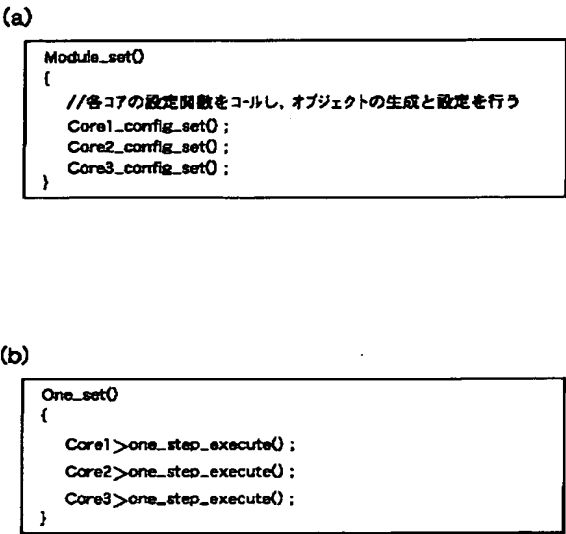 (a)
Module_set()
{
//各コアの設定関数をコールし、オブジェクトの生成と設定を行う
Core1_config_set() ;
Core2_config_set() ;
Core3_config_set() ;
}
(b)
One_set()
{
Core1>one_step_execute() ;
Core2>one_step_execute() ;
Core3>one_step_execute() ;
}